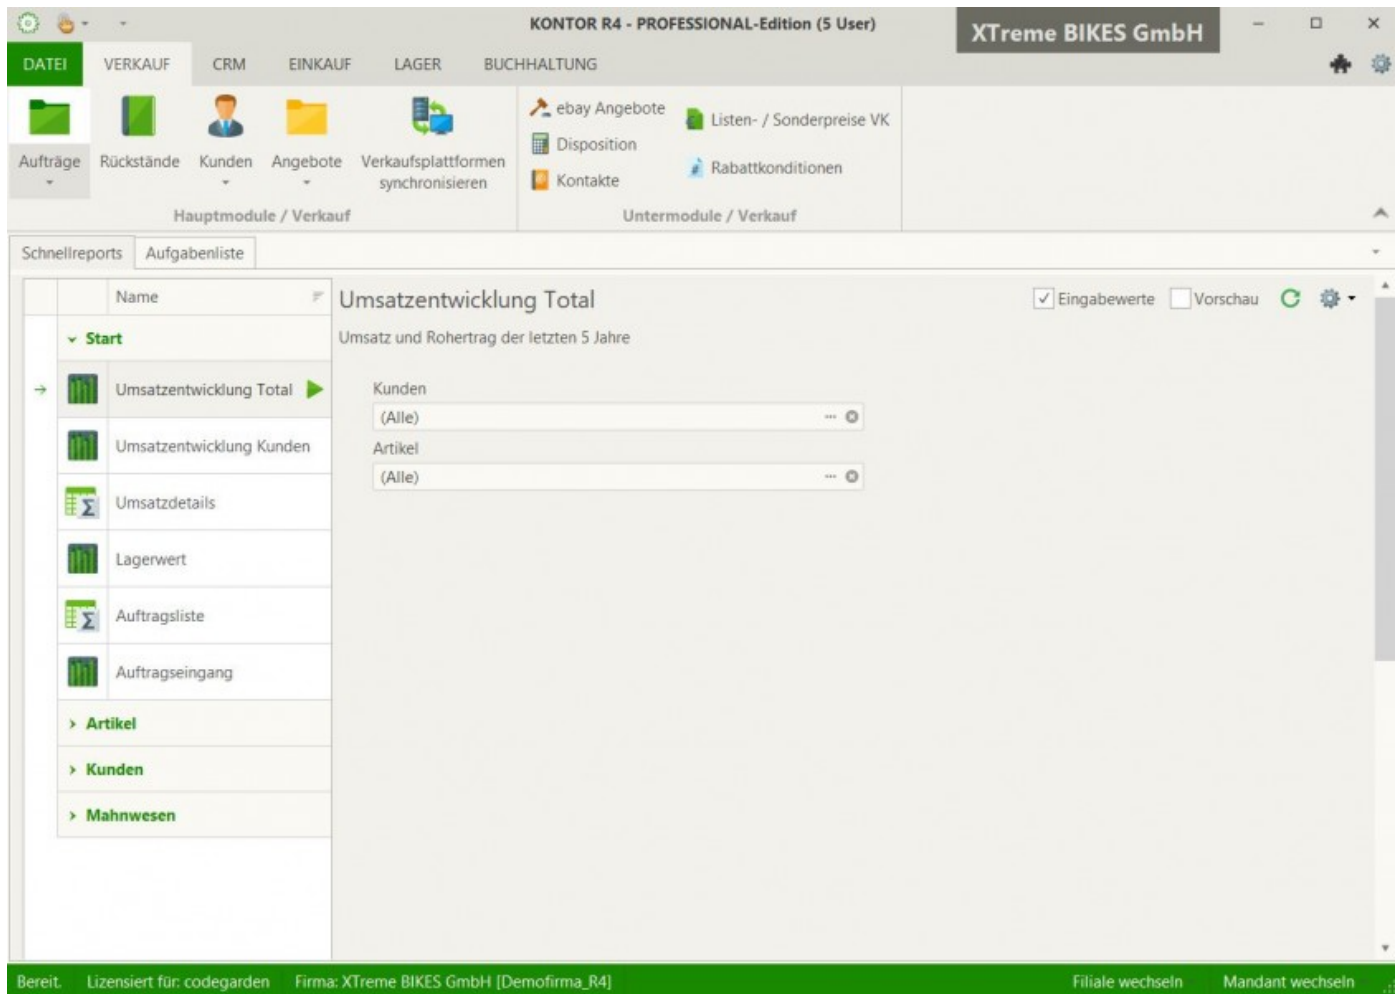 KONTOR R4 - PROFESSIONAL-Edition (5 User)
XTreme BIKES GmbH
DATEI VERKAUF CRM EINKAUF LAGER BUCHHALTUNG
Aufträge Rückstände Kunden Angebote Verkaufsplattformen synchronisieren
ebay Angebote
Disposition
Kontakte
Listen- / Sonderpreise VK
Rabattkonditionen
Hauptmodule / Verkauf
Untermodule / Verkauf
Schnellreports Aufgabenliste
Name
Start
Umsatzentwicklung Total
Umsatzentwicklung Kunden
Umsatzdetails
Lagerwert
Auftragsliste
Auftragseingang
Artikel
Kunden
Mahnwesen
Umsatzentwicklung Total
Eingabewerte Vorschau
Umsatz und Rohertrag der letzten 5 Jahre
Kunden
(Alle)
Artikel
(Alle)
Bereit. Lizensiert für: codegarden Firma: XTreme BIKES GmbH [Demofirma_R4] Filiale wechseln Mandant wechseln